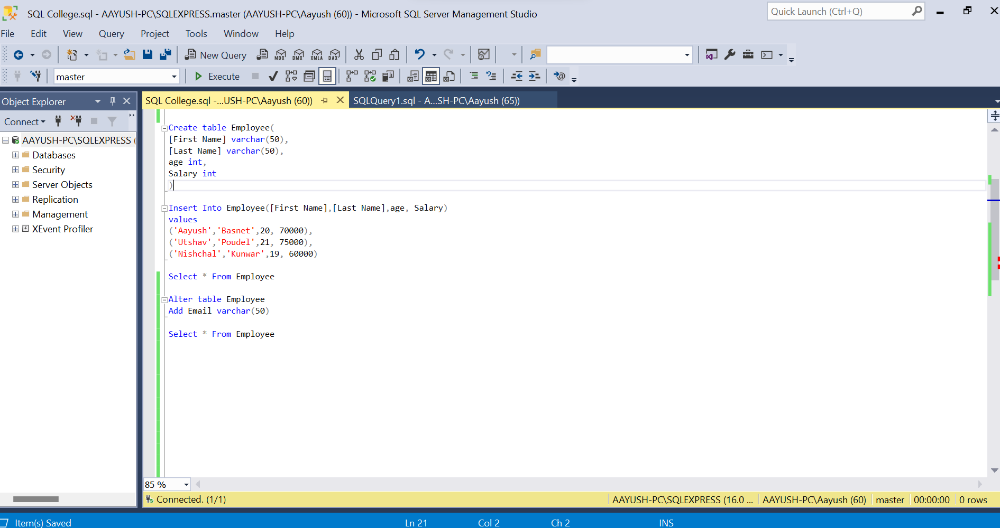 SQL College.sql - AAYUSH-PC\SQLEXPRESS.master (AAYUSH-PC\Aayush (60)) - Microsoft SQL Server Management Studio
Quick Launch (Ctrl+Q)
File Edit View Query Project Tools Window Help
New Query MDX DMX XMLA DAX
master Execute
Object Explorer
SQL College.sql -...USH-PC\Aayush (60)) SQLQuery1.sql - A...SH-PC\Aayush (65))
Connect
AAYUSH-PC\SQLEXPRESS (
Databases
Security
Server Objects
Replication
Management
XEvent Profiler
Create table Employee(
[First Name] varchar(50),
[Last Name] varchar(50),
age int,
Salary int
)
Insert Into Employee([First Name],[Last Name],age, Salary)
values
('Aayush','Basnet',20, 70000),
('Utshav','Poudel',21, 75000),
('Nishchal','Kunwar',19, 60000)
Select * From Employee
Alter table Employee
Add Email varchar(50)
Select * From Employee
85 %
Connected. (1/1) AAYUSH-PC\SQLEXPRESS (16.0 ... AAYUSH-PC\Aayush (60) master 00:00:00 0 rows
Item(s) Saved Ln 21 Col 2 Ch 2 INS